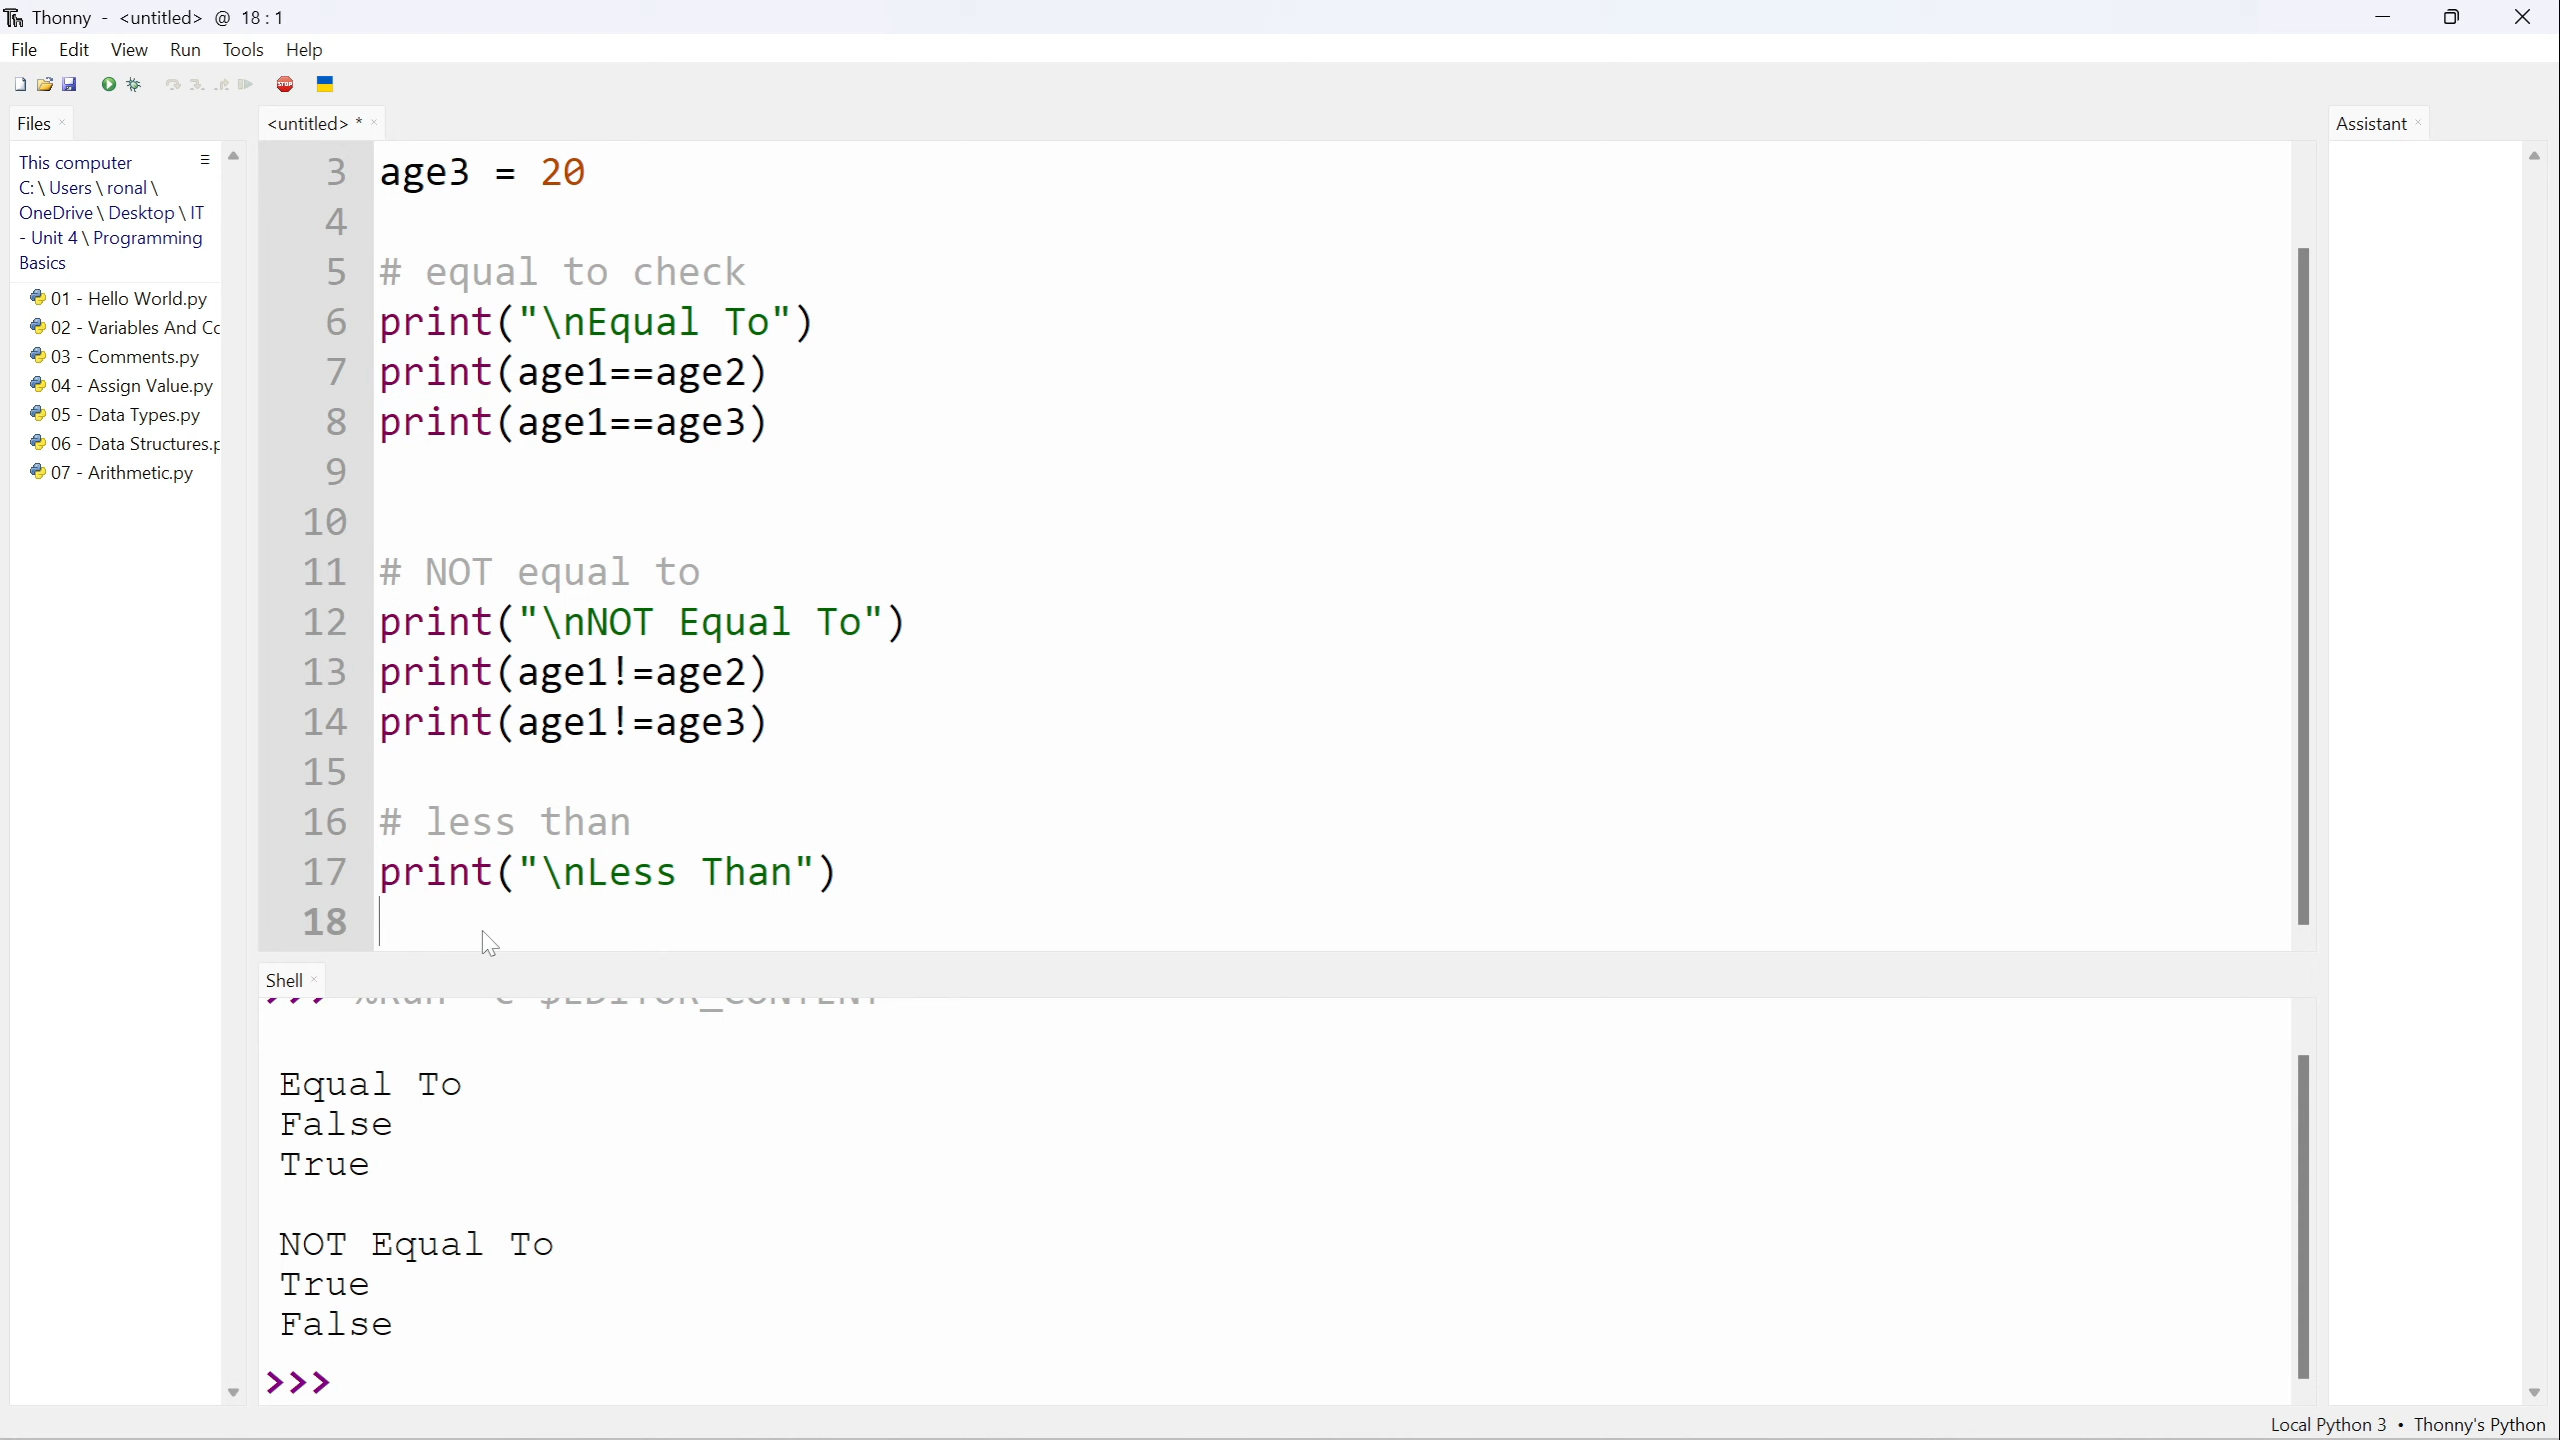 Thonny - <untitled> @ 18 : 1
File Edit View Run Tools Help
Files
<untitled> *
Assistant
This computer
C: \ Users \ ronal \
OneDrive \ Desktop \ IT
- Unit 4 \ Programming
Basics
01 - Hello World.py
02 - Variables And Cc
03 - Comments.py
04 - Assign Value.py
05 - Data Types.py
06 - Data Structures.p
07 - Arithmetic.py
3 age3 = 20
4
5 # equal to check
6 print("\nEqual To")
7 print(age1==age2)
8 print(age1==age3)
9
10
11 # NOT equal to
12 print("\nNOT Equal To")
13 print(age1!=age2)
14 print(age1!=age3)
15
16 # less than
17 print("\nLess Than")
18
Shell
>>> %Run -c $EDITOR_CONTENT
Equal To
False
True
NOT Equal To
True
False
>>>
Local Python 3 • Thonny's Python